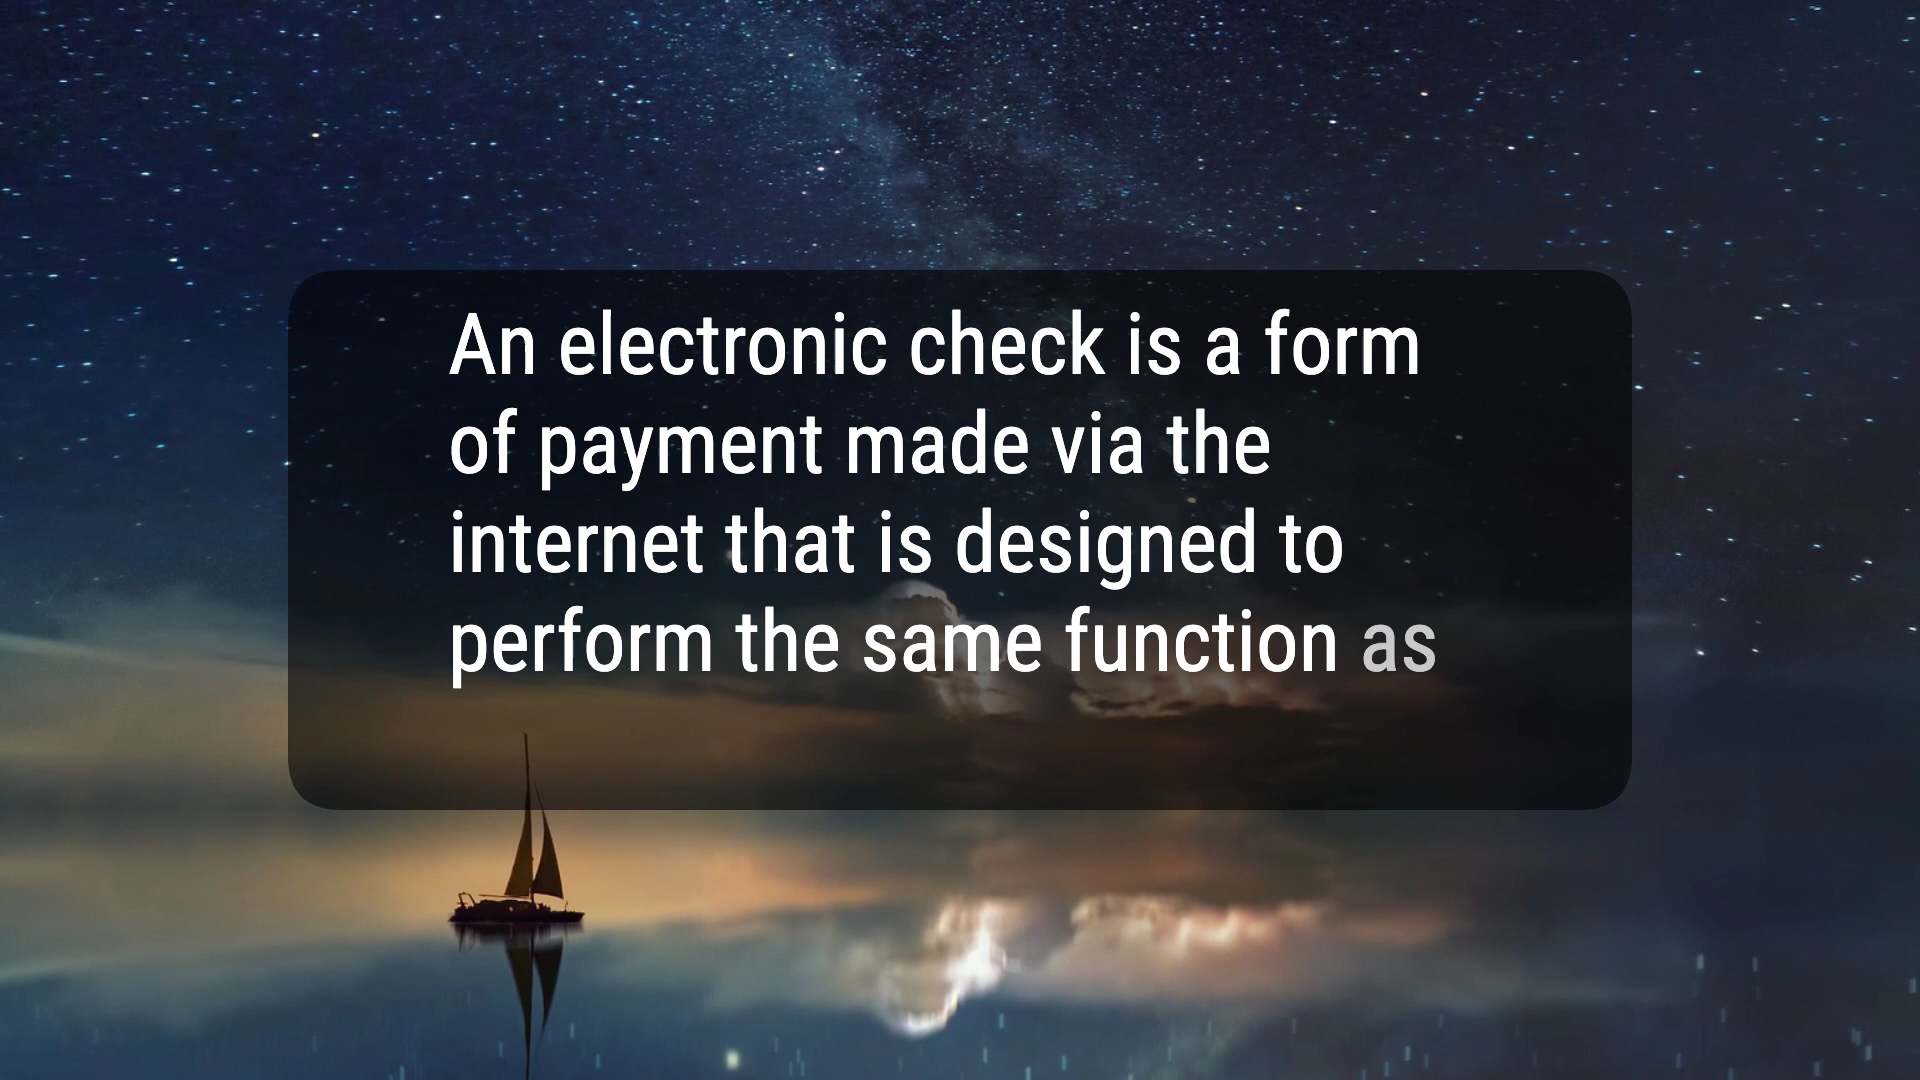 An electronic check is a form
of payment made via the
internet that is designed to
perform the same function as